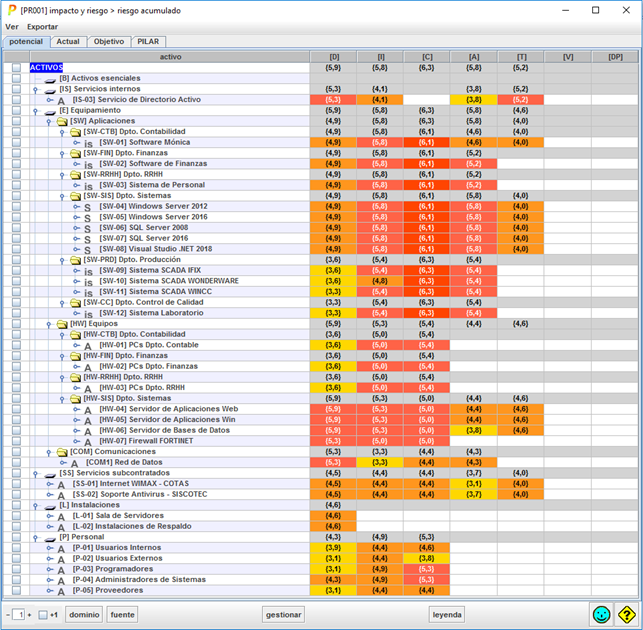 [PR001] impacto y riesgo > riesgo acumulado
Ver Exportar
potencial Actual Objetivo PILAR
activo [D] [I] [C] [A] [T] [V] [DP]
ACTIVOS {5,9} {5,8} {6,3} {5,8} {5,2}
[B] Activos esenciales
[IS] Servicios internos {5,3} {4,1} {3,8} {5,2}
A [IS-03] Servicio de Directorio Activo {5,3} {4,1} {3,8} {5,2}
[E] Equipamiento {5,9} {5,8} {6,3} {5,8} {4,6}
[SW] Aplicaciones {4,9} {5,8} {6,3} {5,8} {4,0}
[SW-CTB] Dpto. Contabilidad {4,9} {5,8} {6,1} {4,6} {4,0}
is [SW-01] Software Mónica {4,9} {5,8} {6,1} {4,6} {4,0}
[SW-FIN] Dpto. Finanzas {4,9} {5,8} {6,1} {5,2}
is [SW-02] Software de Finanzas {4,9} {5,8} {6,1} {5,2}
[SW-RRHH] Dpto. RRHH {4,9} {5,8} {6,1} {5,2}
is [SW-03] Sistema de Personal {4,9} {5,8} {6,1} {5,2}
[SW-SIS] Dpto. Sistemas {4,9} {5,8} {6,1} {5,8} {4,0}
S [SW-04] Windows Server 2012 {4,9} {5,8} {6,1} {5,8} {4,0}
S [SW-05] Windows Server 2016 {4,9} {5,8} {6,1} {5,8} {4,0}
S [SW-06] SQL Server 2008 {4,9} {5,8} {6,1} {5,8} {4,0}
S [SW-07] SQL Server 2016 {4,9} {5,8} {6,1} {5,8} {4,0}
S [SW-08] Visual Studio .NET 2018 {4,9} {5,8} {6,1} {5,8} {4,0}
[SW-PRD] Dpto. Producción {3,6} {5,4} {6,3} {5,4}
is [SW-09] Sistema SCADA IFIX {3,6} {5,4} {6,3} {5,4}
is [SW-10] Sistema SCADA WONDERWARE {3,6} {4,8} {6,3} {5,4}
is [SW-11] Sistema SCADA WINCC {3,3} {5,4} {6,3} {5,4}
[SW-CC] Dpto. Control de Calidad {3,3} {5,4} {6,3} {5,4}
is [SW-12] Sistema Laboratorio {3,3} {5,4} {6,3} {5,4}
[HW] Equipos {5,9} {5,3} {5,4} {4,4} {4,6}
[HW-CTB] Dpto. Contabilidad {3,6} {5,0} {5,4}
A [HW-01] PCs Dpto. Contable {3,6} {5,0} {5,4}
[HW-FIN] Dpto. Finanzas {3,6} {5,0} {5,4}
A [HW-02] PCs Dpto. Finanzas {3,6} {5,0} {5,4}
[HW-RRHH] Dpto. RRHH {3,6} {5,0} {5,4}
A [HW-03] PCs Dpto. RRHH {3,6} {5,0} {5,4}
[HW-SIS] Dpto. Sistemas {5,9} {5,3} {5,0} {4,4} {4,6}
A [HW-04] Servidor de Aplicaciones Web {5,9} {5,3} {5,0} {4,4} {4,6}
A [HW-05] Servidor de Aplicaciones Win {5,9} {5,3} {5,0} {4,4} {4,6}
A [HW-06] Servidor de Bases de Datos {5,9} {5,3} {5,0} {3,8} {4,6}
A [HW-07] Firewall FORTINET {5,3} {5,0} {5,0}
[COM] Comunicaciones {5,3} {3,3} {4,4} {4,3}
A [COM1] Red de Datos {5,3} {3,3} {4,4} {4,3}
[SS] Servicios subcontratados {4,5} {4,4} {4,4} {3,7} {4,0}
A [SS-01] Internet WIMAX - COTAS {4,5} {4,4} {4,4} {3,1} {4,0}
A [SS-02] Soporte Antivirus - SISCOTEC {4,5} {4,4} {4,4} {3,7} {4,0}
[L] Instalaciones {4,6}
A [L-01] Sala de Servidores {4,6}
A [L-02] Instalaciones de Respaldo {4,6}
[P] Personal {4,3} {4,9} {5,3}
A [P-01] Usuarios Internos {3,9} {4,4} {4,6}
A [P-02] Usuarios Externos {3,1} {4,4} {3,8}
A [P-03] Programadores {3,1} {4,9} {5,3}
A [P-04] Administradores de Sistemas {4,3} {4,9} {5,3}
A [P-05] Proveedores {3,1} {4,4} {4,4}
- 1 + +1 dominio fuente gestionar leyenda ?